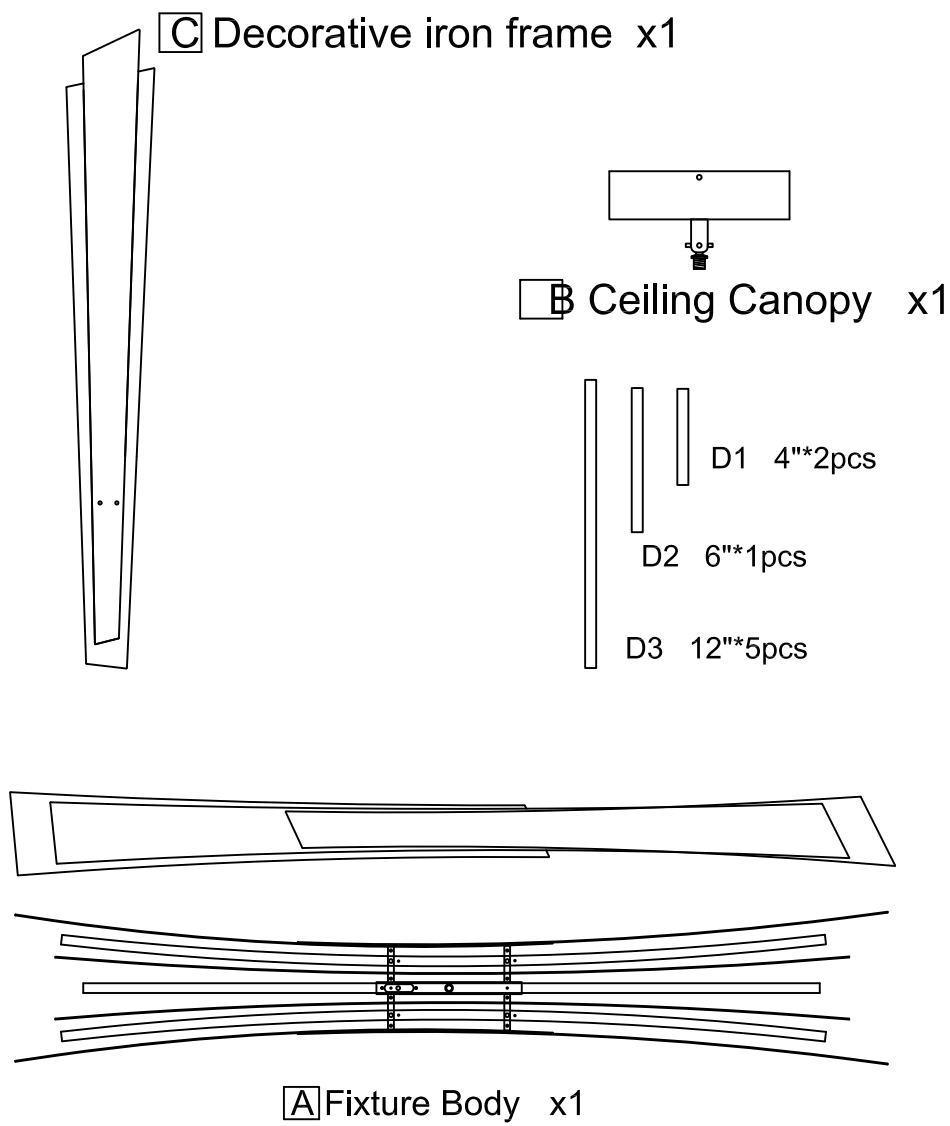 C Decorative iron frame x1
B Ceiling Canopy x1
D1 4"*2pcs
D2 6"*1pcs
D3 12"*5pcs
A Fixture Body x1